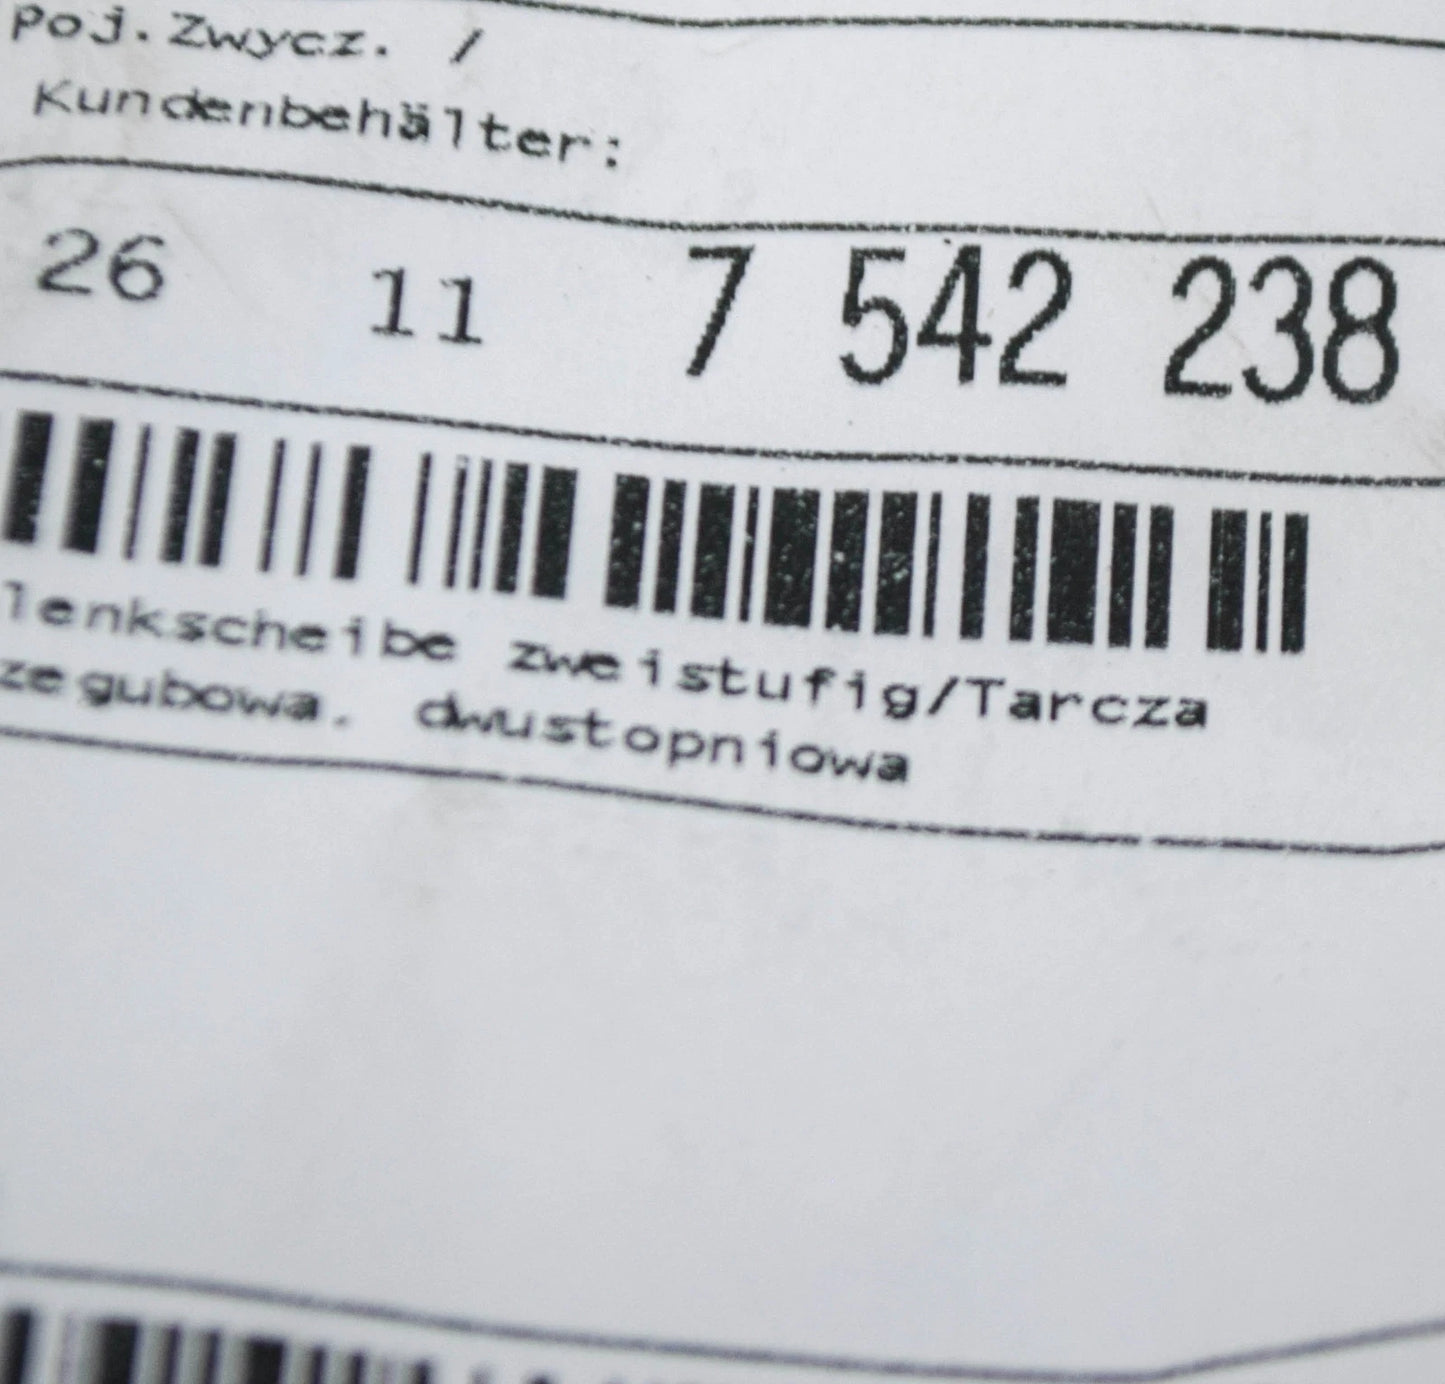 Poj.Zwycz. /
Kundenbehälter:
26 11 7 542 238
lenkscheibe zweistufig/Tarcza
zegubowa, dwustopniowa